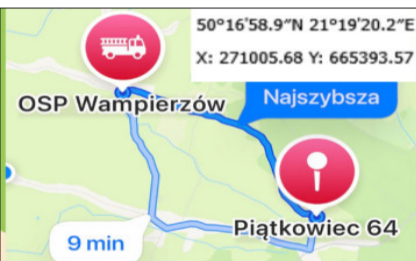 50°16'58.9"N 21°19'20.2"E
X: 271005.68 Y: 665393.57
OSP Wampierzów
Najszybsza
Piątkowiec 64
9 min